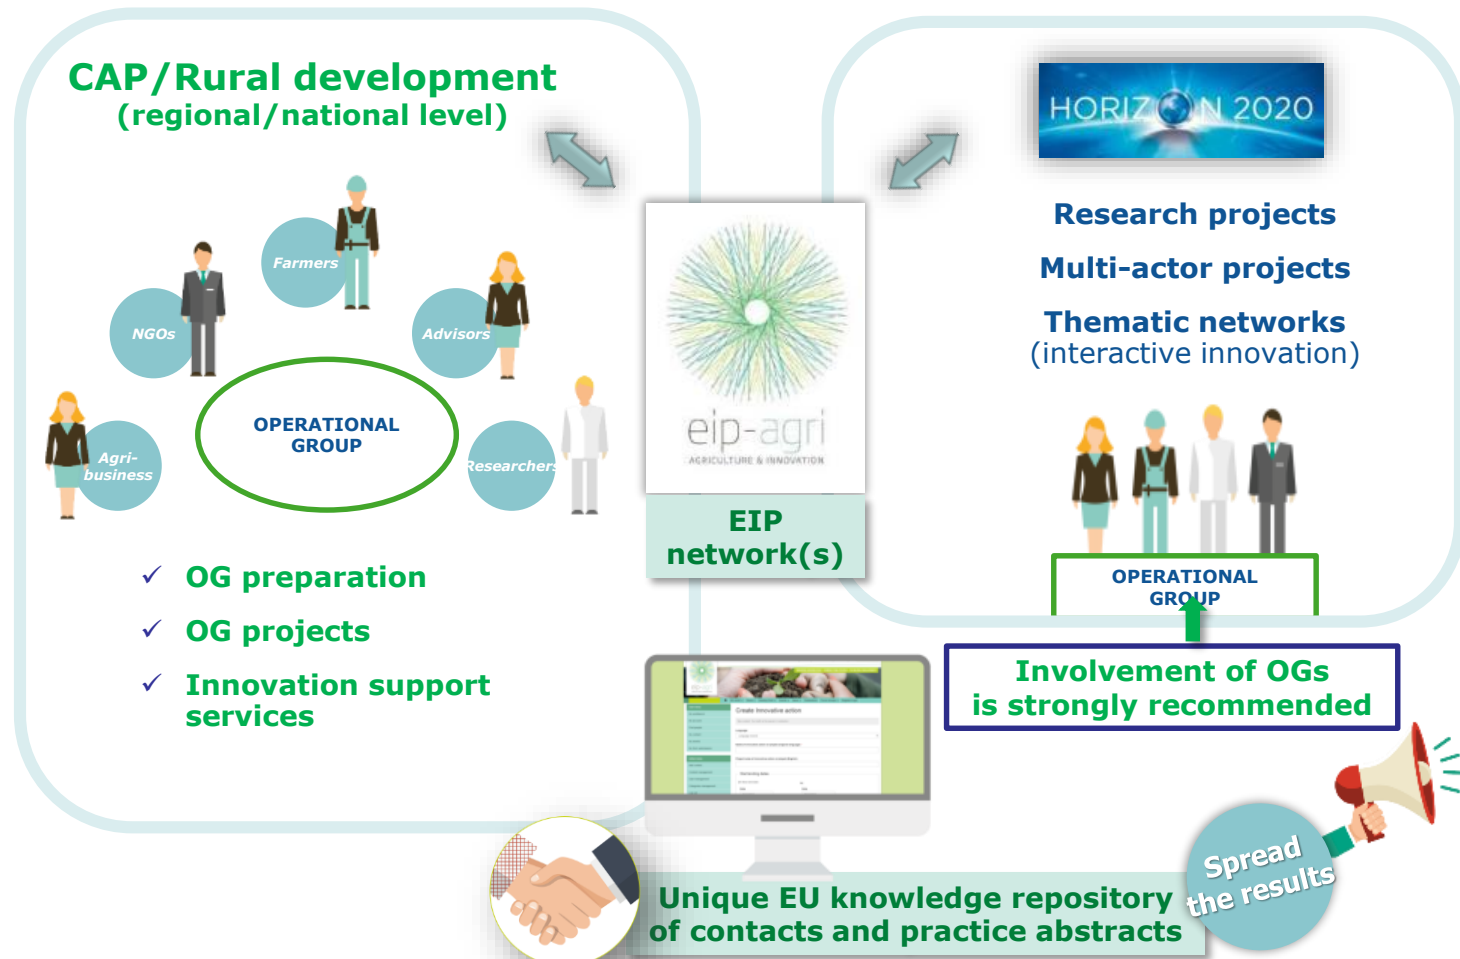 CAP/Rural development
(regional/national level)
Farmers
NGOs
Advisors
Agri-
business
Researchers
OPERATIONAL
GROUP
✓ OG preparation
✓ OG projects
✓ Innovation support
services
eip-agri
AGRICULTURE & INNOVATION
EIP
network(s)
HORIZON 2020
Research projects
Multi-actor projects
Thematic networks
(interactive innovation)
OPERATIONAL
GROUP
Involvement of OGs
is strongly recommended
Create Innovative action
Unique EU knowledge repository
of contacts and practice abstracts
Spread
the results